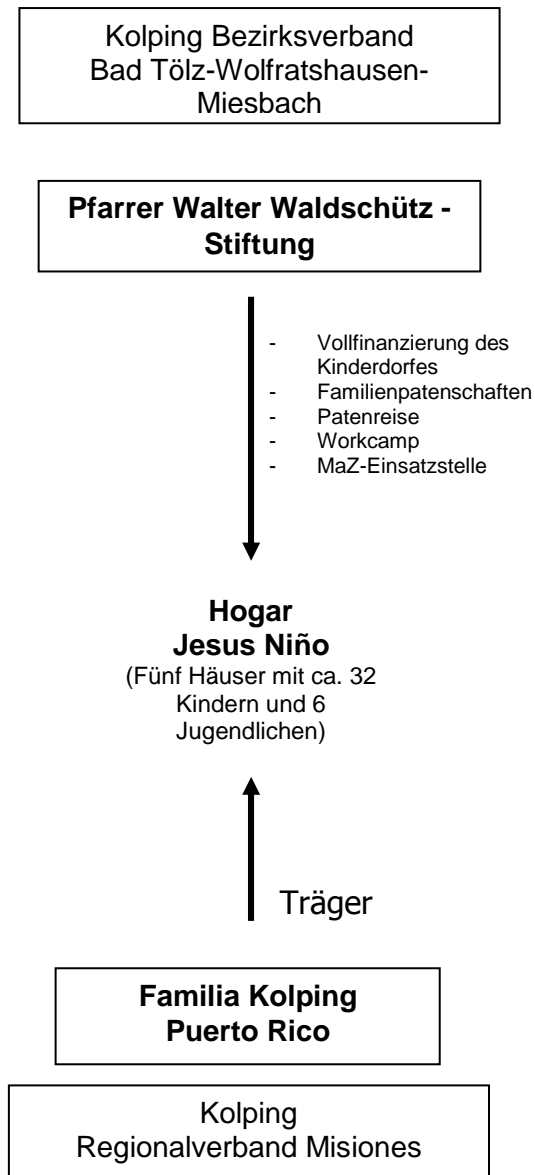 Kolping Bezirksverband
Bad Tölz-Wolfratshausen-
Miesbach
Pfarrer Walter Waldschütz -
Stiftung
- Vollfinanzierung des
Kinderdorfes
- Familienpatenschaften
- Patenreise
- Workcamp
- MaZ-Einsatzstelle
Hogar
Jesus Niño
(Fünf Häuser mit ca. 32
Kindern und 6
Jugendlichen)
Träger
Familia Kolping
Puerto Rico
Kolping
Regionalverband Misiones